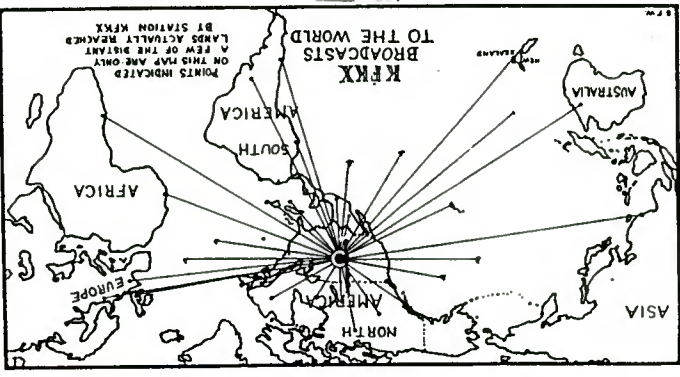 NORTH
AMERICA
ASIA
EUROPE
AFRICA
SOUTH
AMERICA
AUSTRALIA
NEW
ZEALAND
KFKX
BROADCASTS
TO THE WORLD
POINTS INDICATED
ON THIS MAP ARE ONLY
A FEW OF THE DISTANT
LANDS ACTUALLY REACHED
BY STATION KFKX